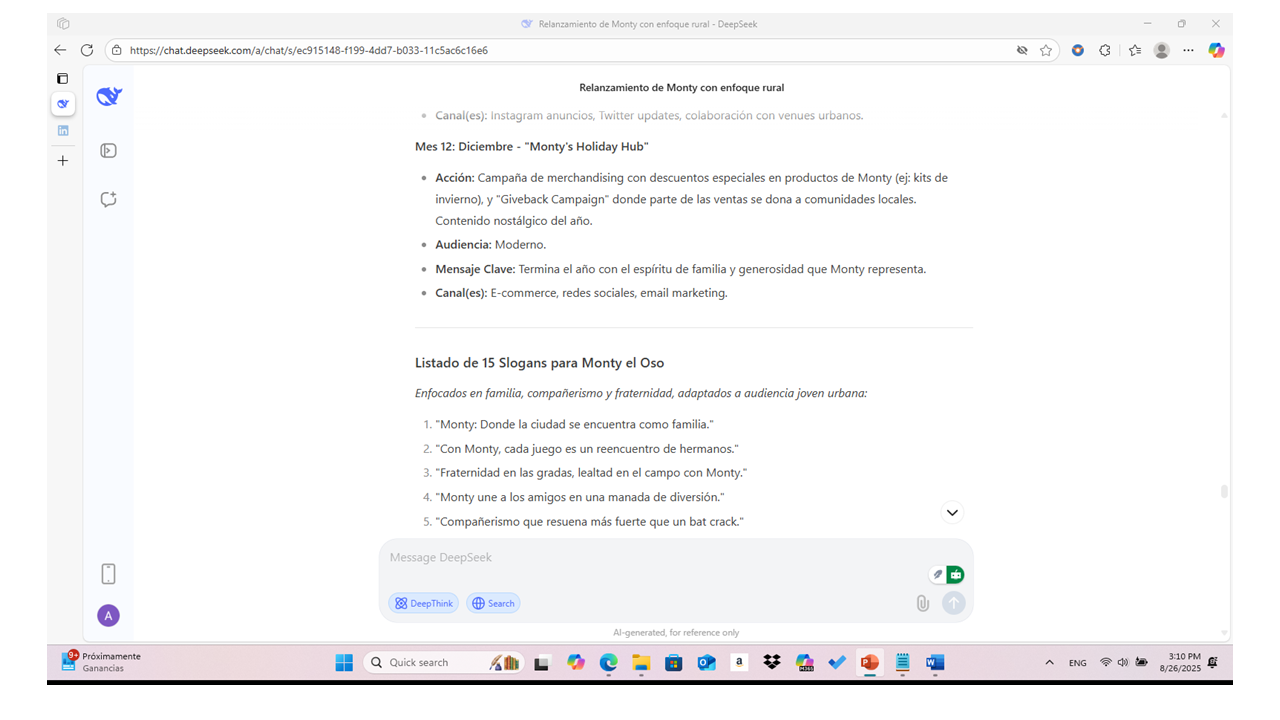 Relanzamiento de Monty con enfoque rural - DeepSeek
https://chat.deepseek.com/a/chat/s/ec915148-f199-4dd7-b033-11c5ac6c16e6
Relanzamiento de Monty con enfoque rural
• Canal(es): Instagram anuncios, Twitter updates, colaboración con venues urbanos.
Mes 12: Diciembre - "Monty's Holiday Hub"
• Acción: Campaña de merchandising con descuentos especiales en productos de Monty (ej: kits de
invierno), y "Giveback Campaign" donde parte de las ventas se dona a comunidades locales.
Contenido nostálgico del año.
• Audiencia: Moderno.
• Mensaje Clave: Termina el año con el espíritu de familia y generosidad que Monty representa.
• Canal(es): E-commerce, redes sociales, email marketing.
Listado de 15 Slogans para Monty el Oso
Enfocados en familia, compañerismo y fraternidad, adaptados a audiencia joven urbana:
1. "Monty: Donde la ciudad se encuentra como familia."
2. "Con Monty, cada juego es un reencuentro de hermanos."
3. "Fraternidad en las gradas, lealtad en el campo con Monty."
4. "Monty une a los amigos en una manada de diversión."
5. "Compañerismo que resuena más fuerte que un bat crack."
Message DeepSeek
DeepThink
Search
A
AI-generated, for reference only
9+
Próximamente
Ganancias
Quick search
a
M365
P
W
ENG
3:10 PM
8/26/2025